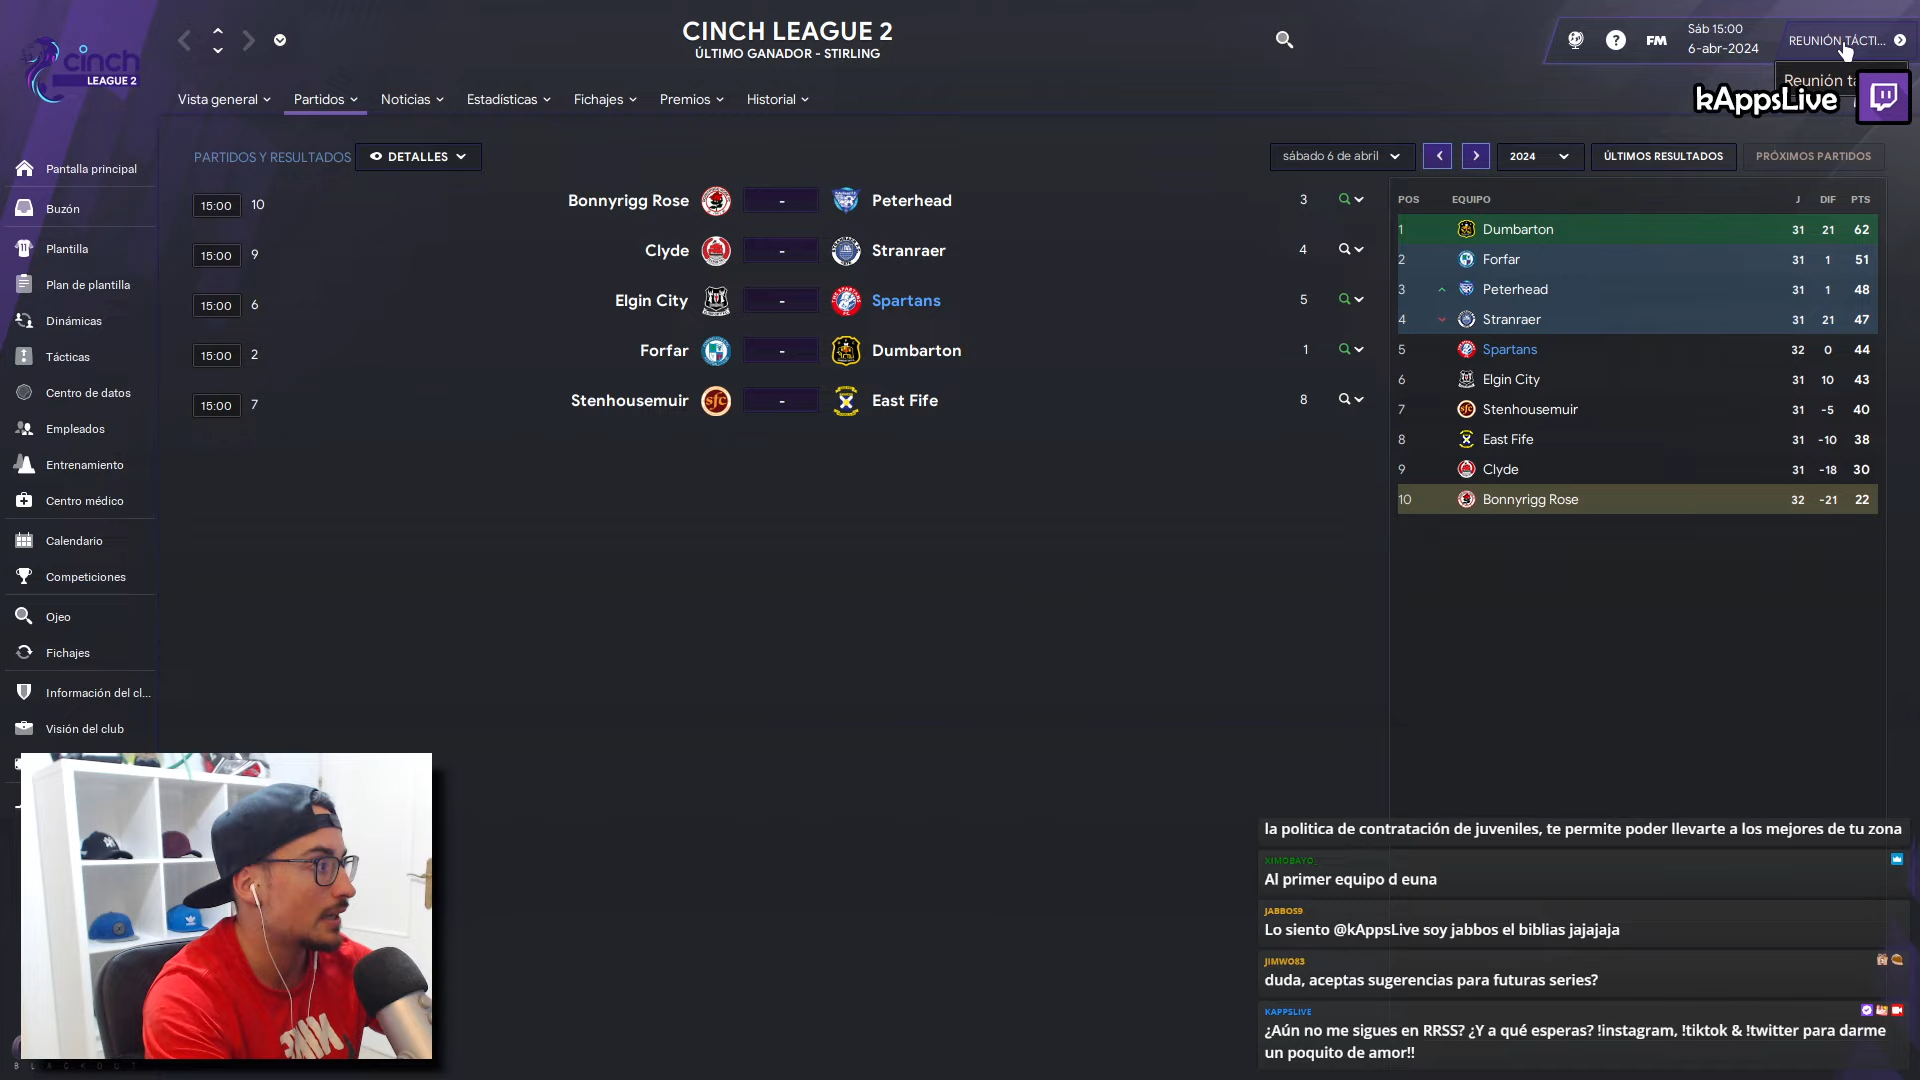 cinch
LEAGUE 2
CINCH LEAGUE 2
ÚLTIMO GANADOR - STIRLING
FM
Sáb 15:00
6-abr-2024
REUNIÓN TÁCTI...
Reunión
kAppsLive
Vista general
Partidos
Noticias
Estadísticas
Fichajes
Premios
Historial
PARTIDOS Y RESULTADOS
DETALLES
sábado 6 de abril
2024
ÚLTIMOS RESULTADOS
PRÓXIMOS PARTIDOS
Pantalla principal
Buzón
Plantilla
Plan de plantilla
Dinámicas
Tácticas
Centro de datos
Empleados
Entrenamiento
Centro médico
Calendario
Competiciones
Ojeo
Fichajes
Información del cl...
Visión del club
15:00 10 Bonnyrigg Rose - Peterhead 3
15:00 9 Clyde - Stranraer 4
15:00 6 Elgin City - Spartans 5
15:00 2 Forfar - Dumbarton 1
15:00 7 Stenhousemuir - East Fife 8
POS EQUIPO J DIF PTS
1 Dumbarton 31 21 62
2 Forfar 31 1 51
3 Peterhead 31 1 48
4 Stranraer 31 21 47
5 Spartans 32 0 44
6 Elgin City 31 10 43
7 Stenhousemuir 31 -5 40
8 East Fife 31 -10 38
9 Clyde 31 -18 30
10 Bonnyrigg Rose 32 -21 22
la politica de contratación de juveniles, te permite poder llevarte a los mejores de tu zona
XIMOBAYO_
Al primer equipo d euna
JABBOS9
Lo siento @kAppsLive soy jabbos el biblias jajajaja
JIMWO83
duda, aceptas sugerencias para futuras series?
KAPPSLIVE
¿Aún no me sigues en RRSS? ¿Y a qué esperas? !instagram, !tiktok & !twitter para darme
un poquito de amor!!